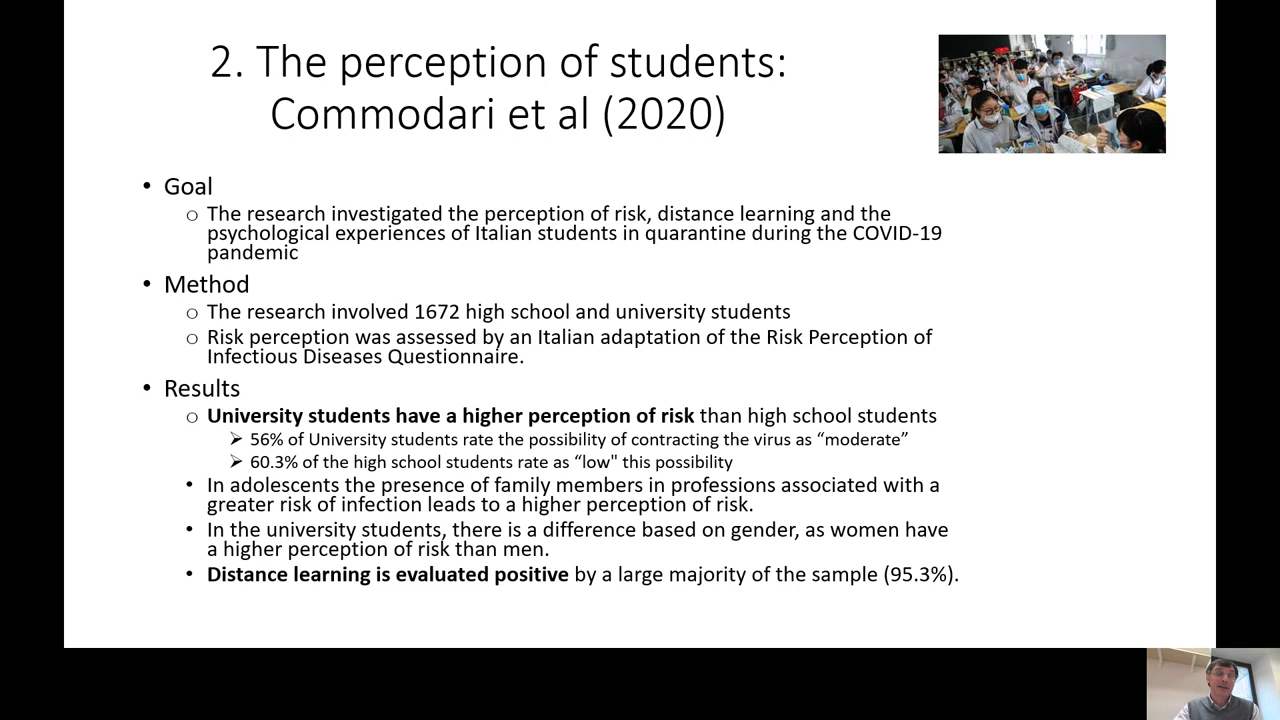 2. The perception of students:
Commodari et al (2020)
• Goal
○ The research investigated the perception of risk, distance learning and the
psychological experiences of Italian students in quarantine during the COVID-19
pandemic
• Method
○ The research involved 1672 high school and university students
○ Risk perception was assessed by an Italian adaptation of the Risk Perception of
Infectious Diseases Questionnaire.
• Results
○ University students have a higher perception of risk than high school students
➢ 56% of University students rate the possibility of contracting the virus as “moderate”
➢ 60.3% of the high school students rate as “low" this possibility
• In adolescents the presence of family members in professions associated with a
greater risk of infection leads to a higher perception of risk.
• In the university students, there is a difference based on gender, as women have
a higher perception of risk than men.
• Distance learning is evaluated positive by a large majority of the sample (95.3%).